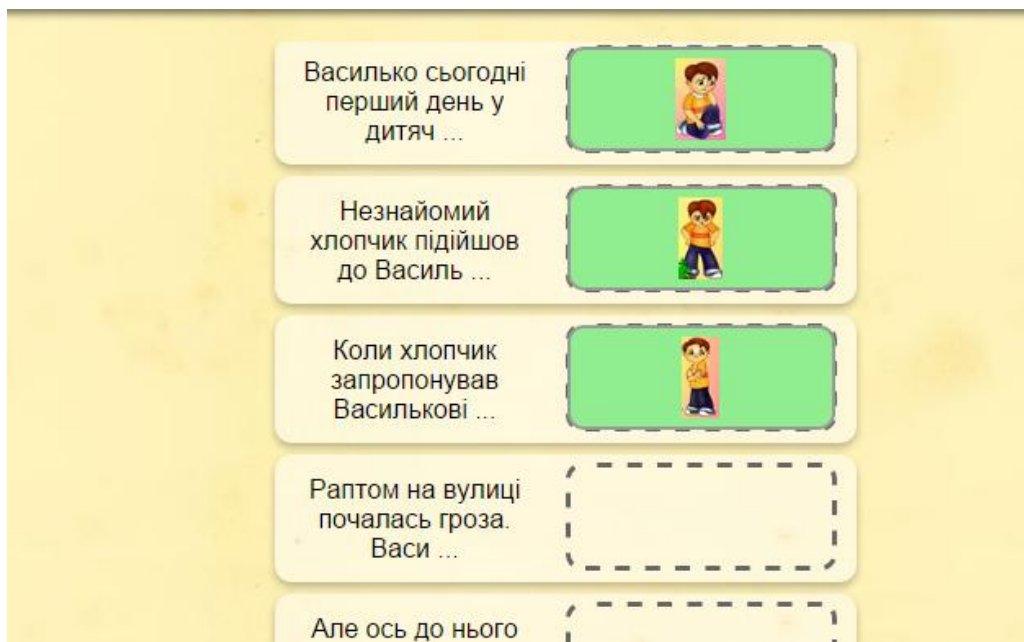 Василько сьогодні
перший день у
дитяч ...
Незнайомий
хлопчик підійшов
до Василь ...
Коли хлопчик
запропонував
Василькові ...
Раптом на вулиці
почалась гроза.
Васи ...
Але ось до нього